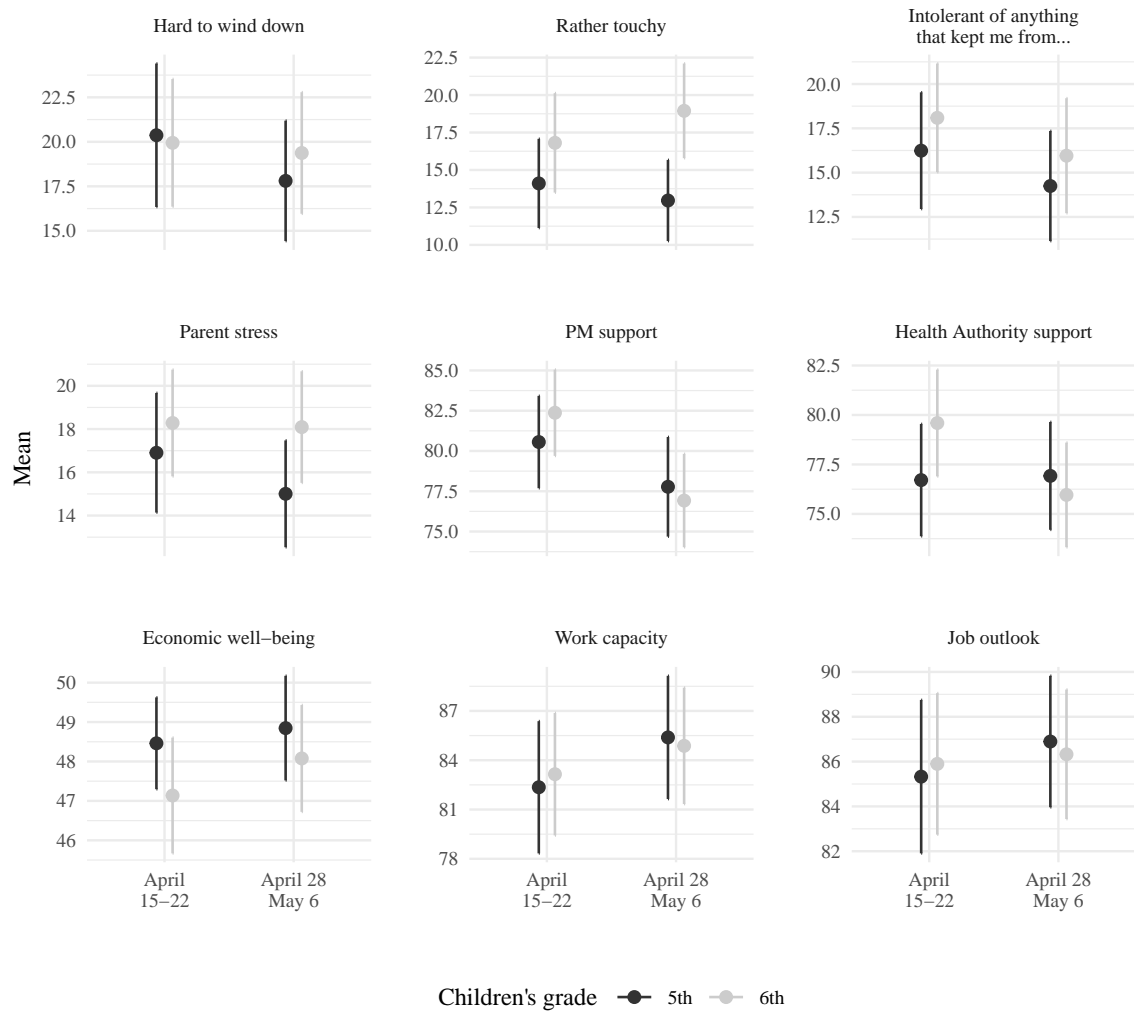 Hard to wind down
Rather touchy
Intolerant of anything
that kept me from...
22.5
20.0
17.5
15.0
22.5
20.0
17.5
15.0
12.5
10.0
20.0
17.5
15.0
12.5
Mean
Parent stress
PM support
Health Authority support
20
18
16
14
85.0
82.5
80.0
77.5
75.0
82.5
80.0
77.5
75.0
Economic well−being
Work capacity
Job outlook
50
49
48
47
46
87
84
81
78
90
88
86
84
82
April
15−22
April 28
May 6
April
15−22
April 28
May 6
April
15−22
April 28
May 6
Children's grade
5th
6th